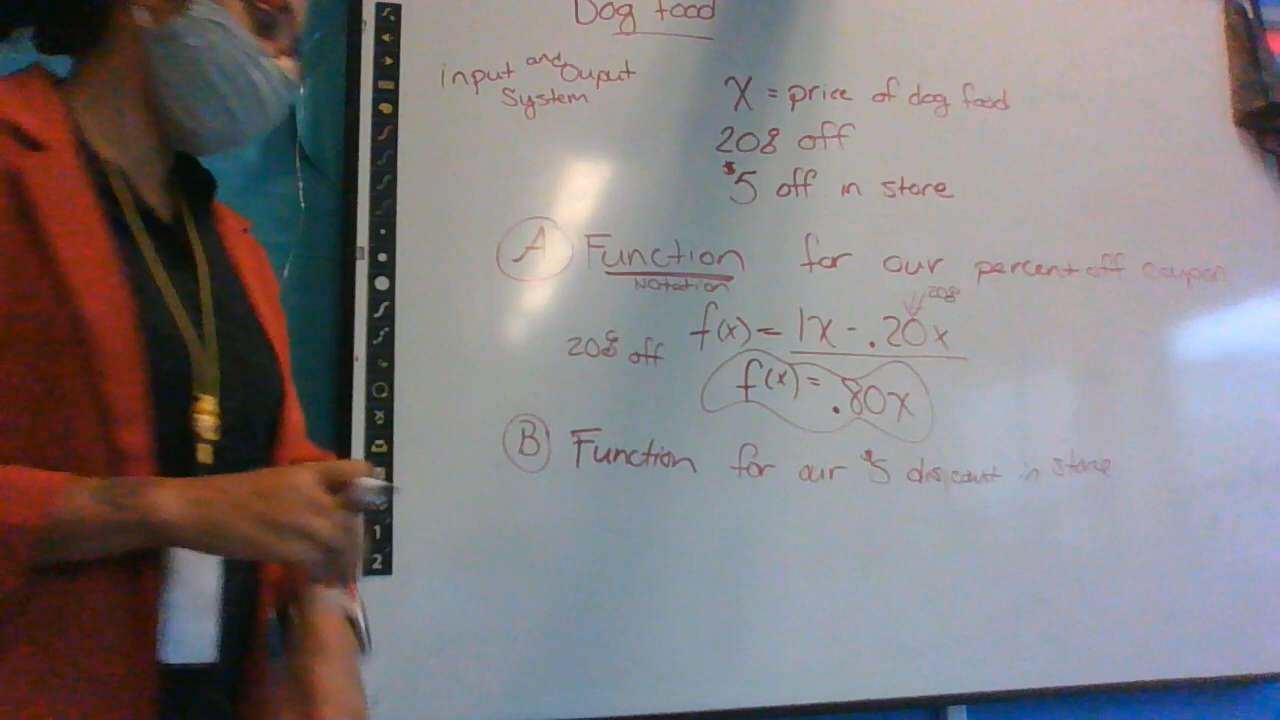 Dog food
input and Ouput
System
X = price of dog food
20% off
$5 off in store
A Function for our percent off coupon
Notation
20%
20% off f(x) = 1x - .20x
f(x) = .80x
B Function for our $5 discount in store
1
2